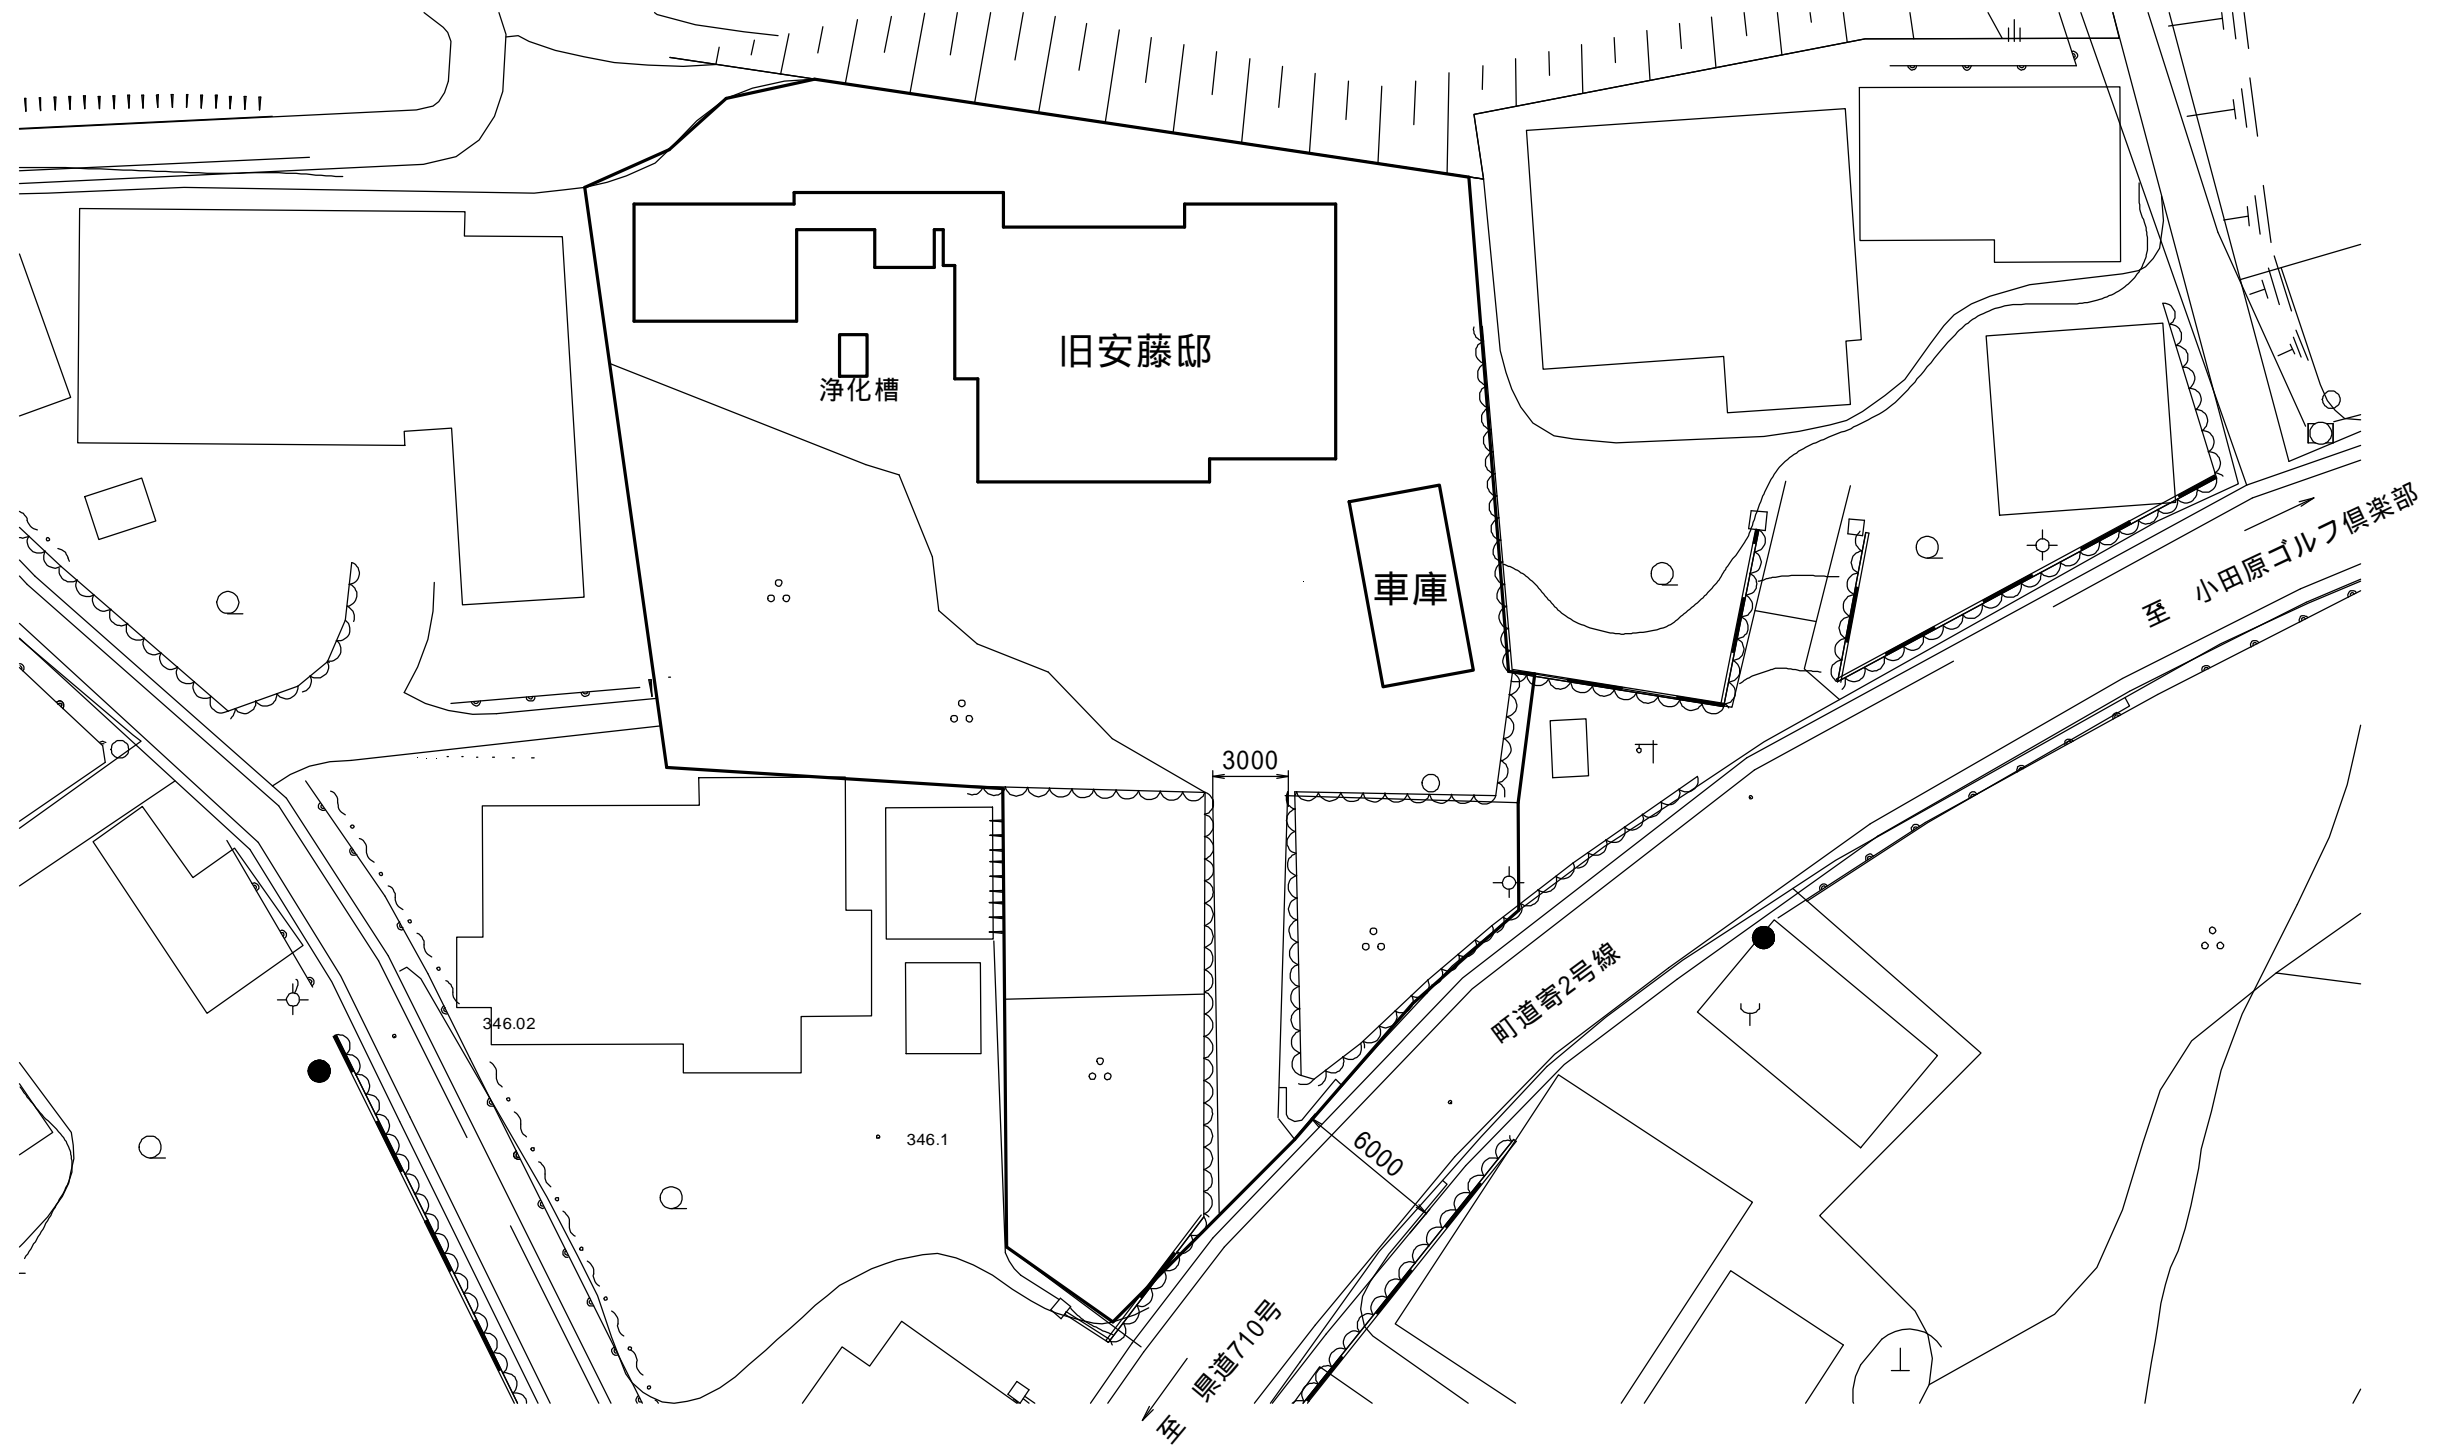 旧安藤邸
浄化槽
車庫
至　小田原ゴルフ倶楽部
3000
町道寄2号線
346.02
346.1
6000
至　県道710号